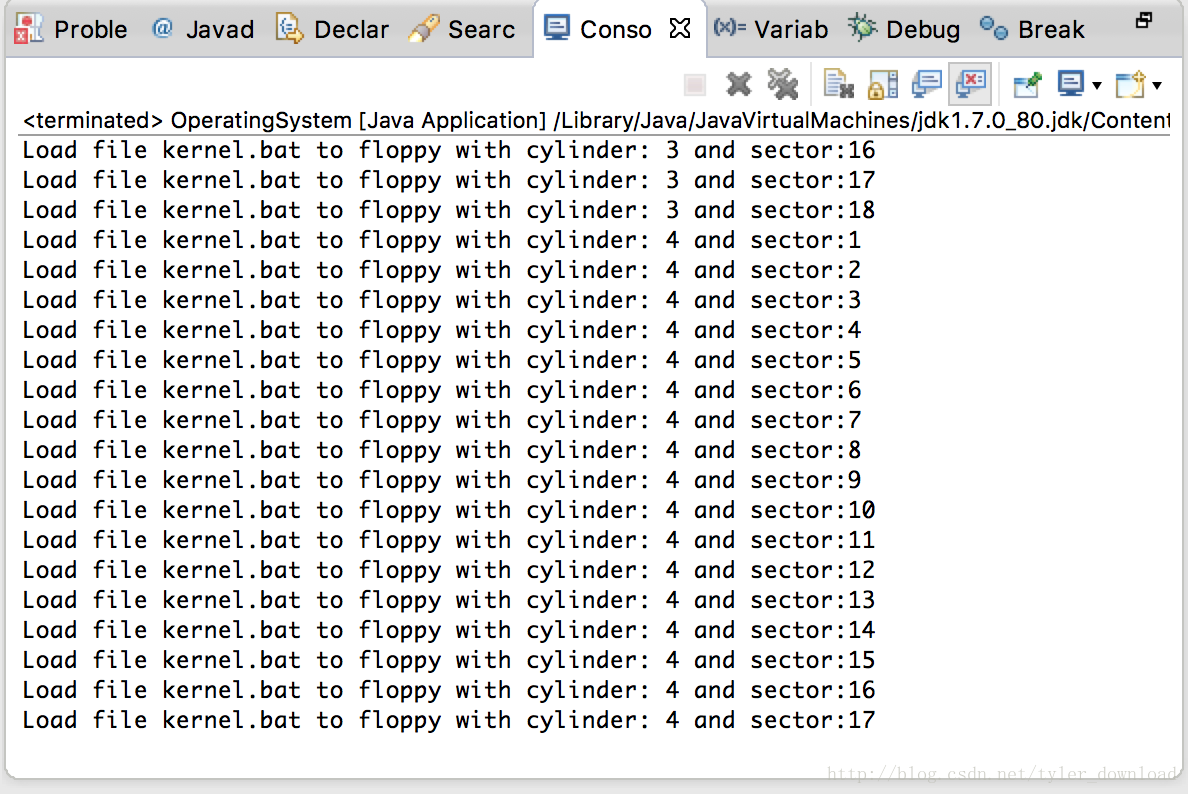 Proble Javad Declar Searc Conso Variab Debug Break
<terminated> OperatingSystem [Java Application] /Library/Java/JavaVirtualMachines/jdk1.7.0_80.jdk/Content
Load file kernel.bat to floppy with cylinder: 3 and sector:16
Load file kernel.bat to floppy with cylinder: 3 and sector:17
Load file kernel.bat to floppy with cylinder: 3 and sector:18
Load file kernel.bat to floppy with cylinder: 4 and sector:1
Load file kernel.bat to floppy with cylinder: 4 and sector:2
Load file kernel.bat to floppy with cylinder: 4 and sector:3
Load file kernel.bat to floppy with cylinder: 4 and sector:4
Load file kernel.bat to floppy with cylinder: 4 and sector:5
Load file kernel.bat to floppy with cylinder: 4 and sector:6
Load file kernel.bat to floppy with cylinder: 4 and sector:7
Load file kernel.bat to floppy with cylinder: 4 and sector:8
Load file kernel.bat to floppy with cylinder: 4 and sector:9
Load file kernel.bat to floppy with cylinder: 4 and sector:10
Load file kernel.bat to floppy with cylinder: 4 and sector:11
Load file kernel.bat to floppy with cylinder: 4 and sector:12
Load file kernel.bat to floppy with cylinder: 4 and sector:13
Load file kernel.bat to floppy with cylinder: 4 and sector:14
Load file kernel.bat to floppy with cylinder: 4 and sector:15
Load file kernel.bat to floppy with cylinder: 4 and sector:16
Load file kernel.bat to floppy with cylinder: 4 and sector:17
http://blog.csdn.net/tyler_download